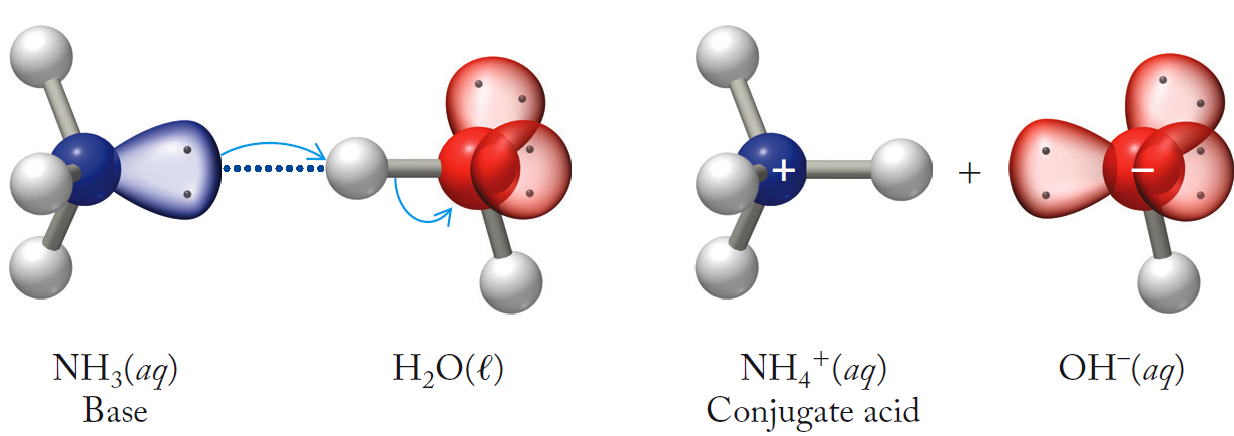 + + −
NH₃(aq) H₂O(ℓ) NH₄⁺(aq) OH⁻(aq)
Base Conjugate acid